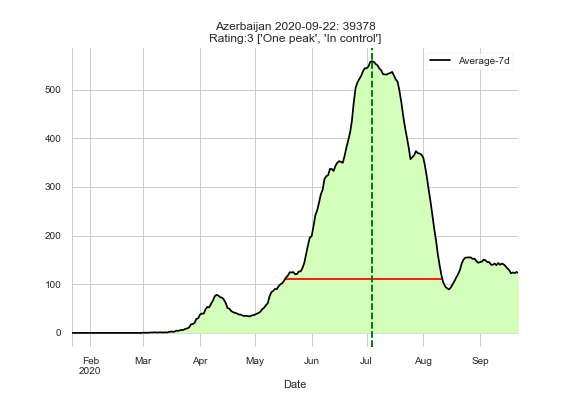 Azerbaijan 2020-09-22: 39378
Rating:3 ['One peak', 'In control']
Average-7d
500
400
300
200
100
0
Feb Mar Apr May Jun Jul Aug Sep
2020
Date